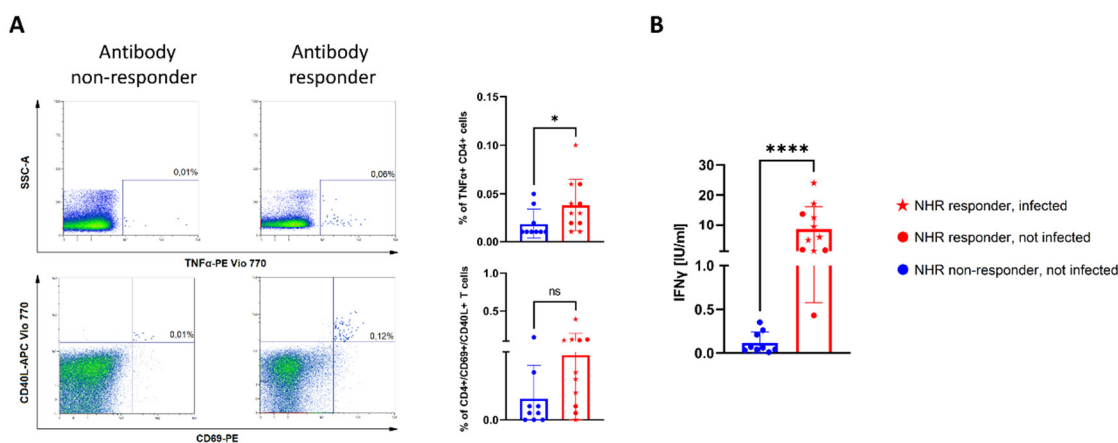 A
B
Antibody
non-responder
Antibody
responder
SSC-A
0,01%
0,06%
TNFα-PE Vio 770
CD40L-APC Vio 770
0,01%
0,12%
CD69-PE
% of TNFα+ CD4+ cells
0.15
0.10
0.05
0.00
*
% of CD4+/CD69+/CD40L+ T cells
1.0
0.5
0.0
ns
IFNγ [IU/ml]
30
20
10
0
1.0
0.5
0.0
****
NHR responder, infected
NHR responder, not infected
NHR non-responder, not infected